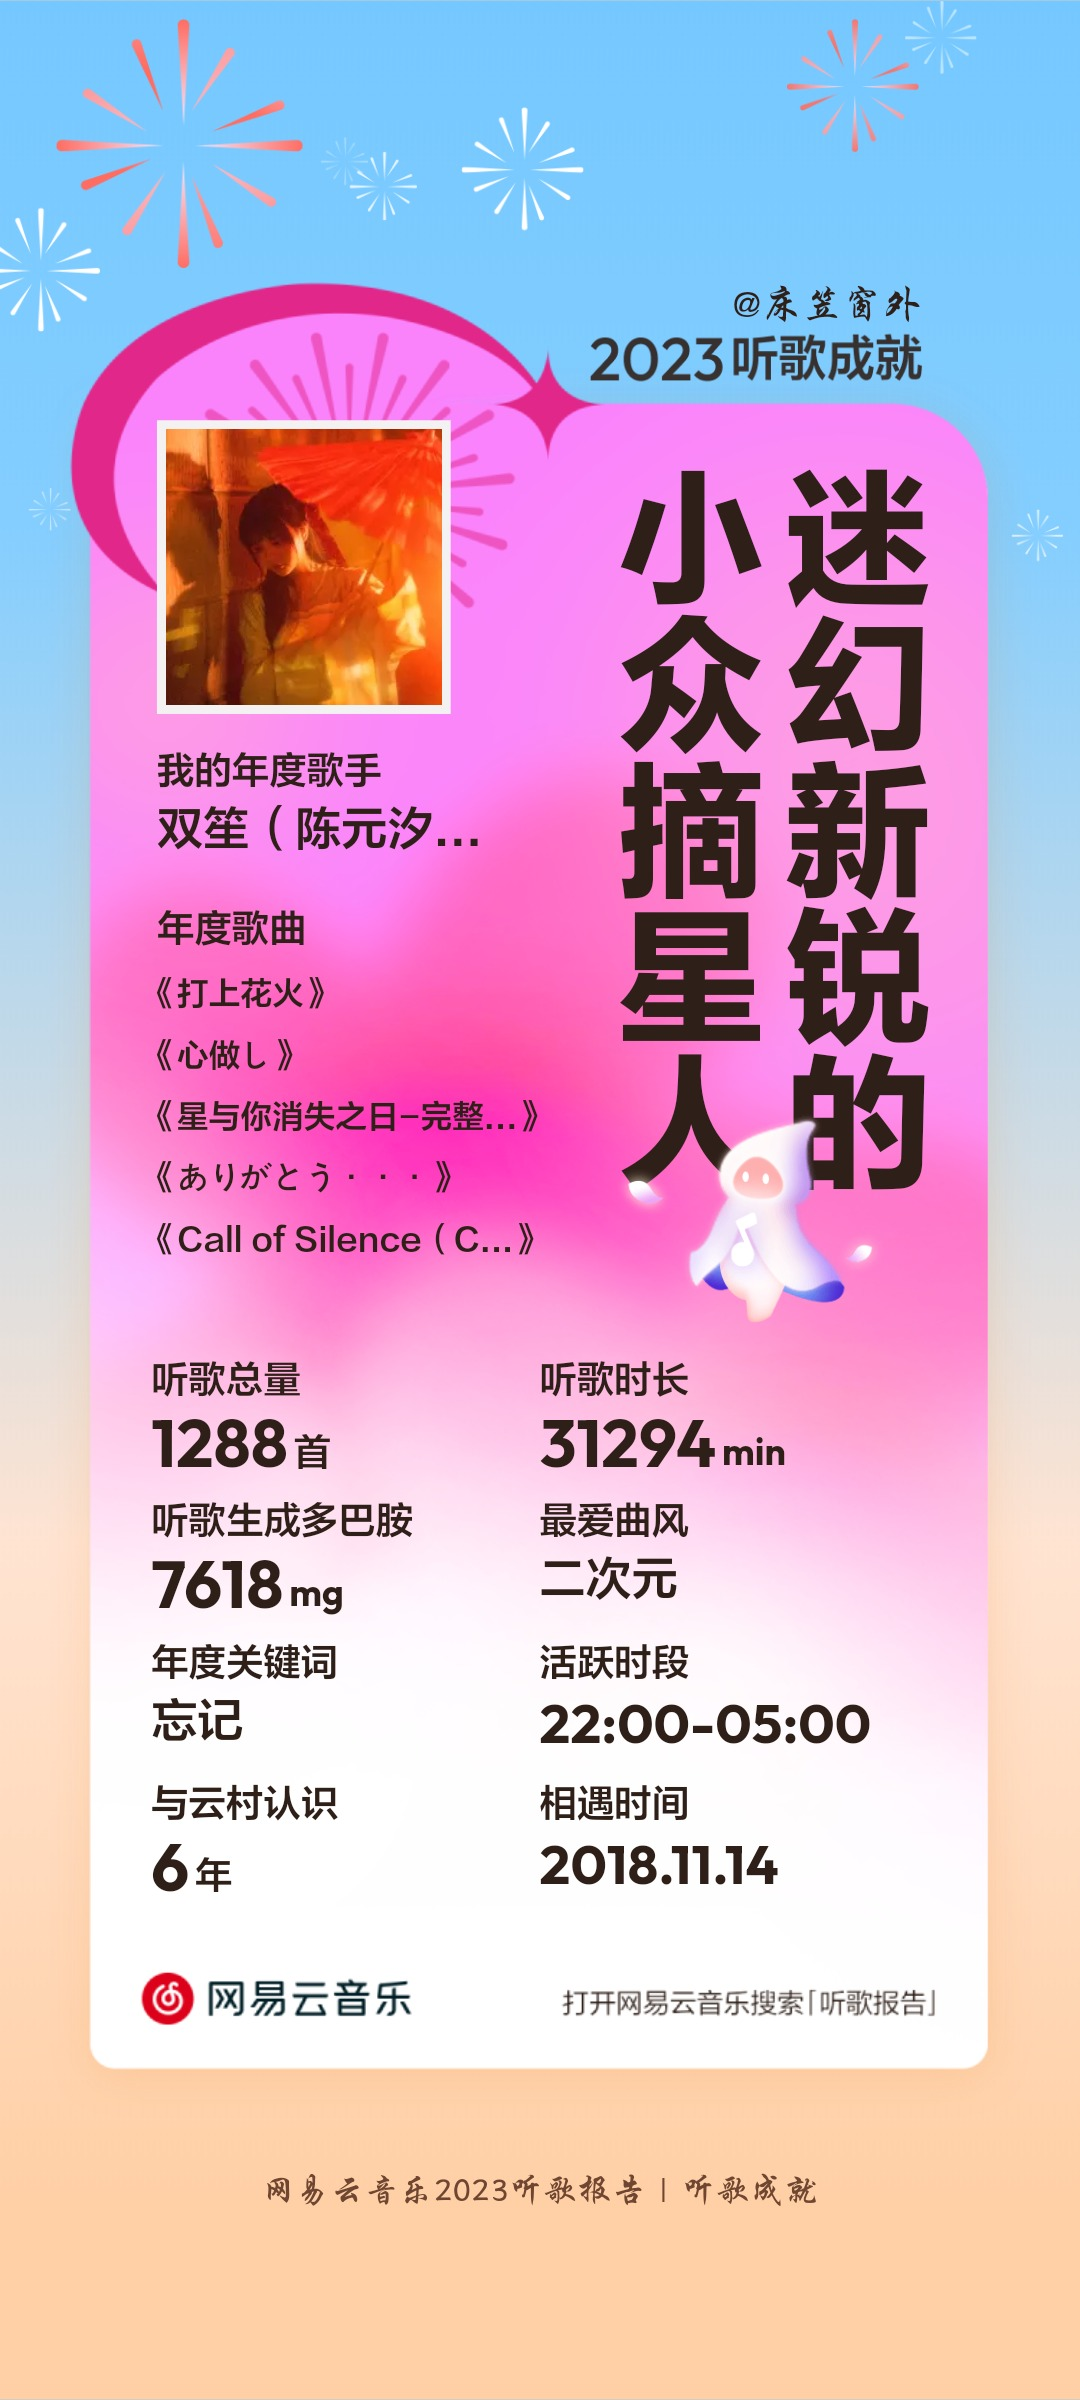 @床笠窗外
2023听歌成就
迷幻新锐的
小众摘星人
我的年度歌手
双笙（陈元汐...
年度歌曲
《打上花火》
《心做し》
《星与你消失之日-完整...》
《ありがとう・・・》
《Call of Silence（C...》
听歌总量
1288首
听歌时长
31294min
听歌生成多巴胺
7618mg
最爱曲风
二次元
年度关键词
忘记
活跃时段
22:00-05:00
与云村认识
6年
相遇时间
2018.11.14
网易云音乐
打开网易云音乐搜索「听歌报告」
网易云音乐2023听歌报告 | 听歌成就